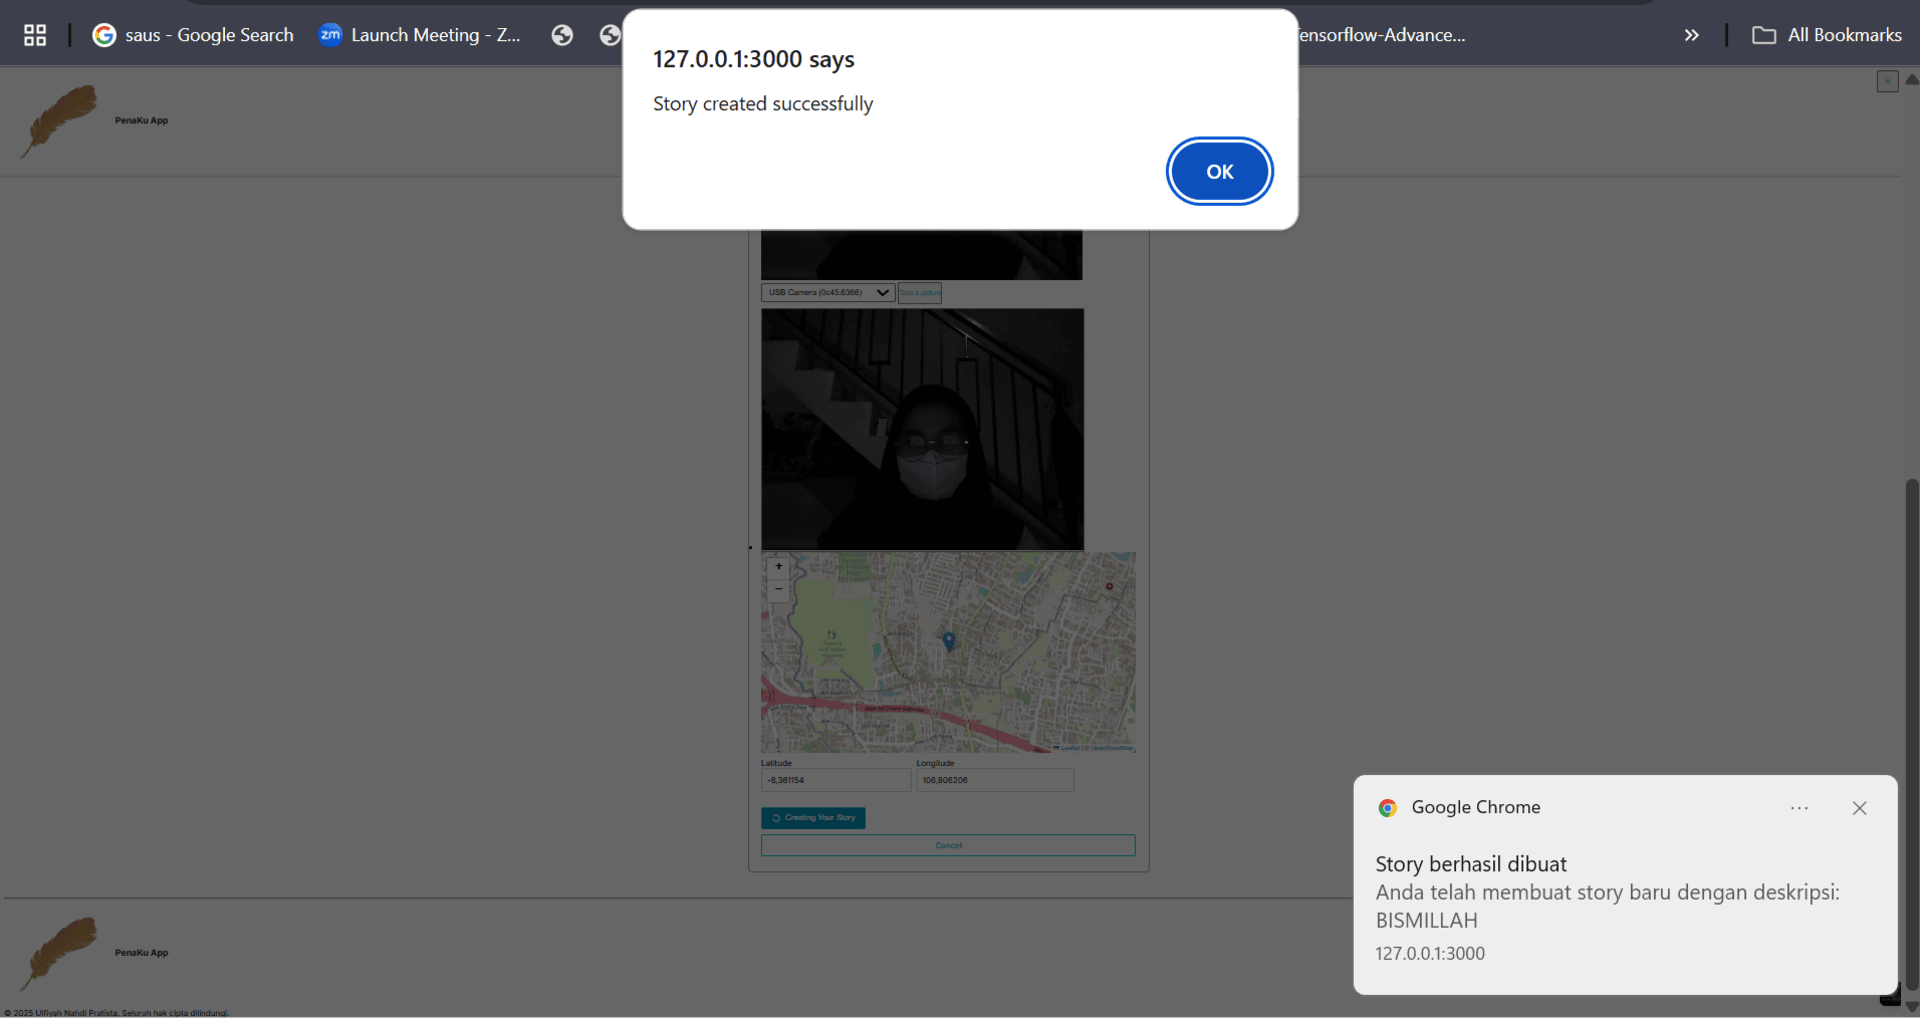 saus - Google Search
Launch Meeting - Z...
ensorflow-Advance...
All Bookmarks
127.0.0.1:3000 says
Story created successfully
OK
PenaKu App
USB Camera (0c45:6366)
+
−
Leaflet | © OpenStreetMap
Latitude
Longitude
-6,361154
106,806206
Creating Your Story
Cancel
Google Chrome
Story berhasil dibuat
Anda telah membuat story baru dengan deskripsi:
BISMILLAH
127.0.0.1:3000
PenaKu App
© 2025 Ulfiyah Nahdi Pratista. Seluruh hak cipta dilindungi.